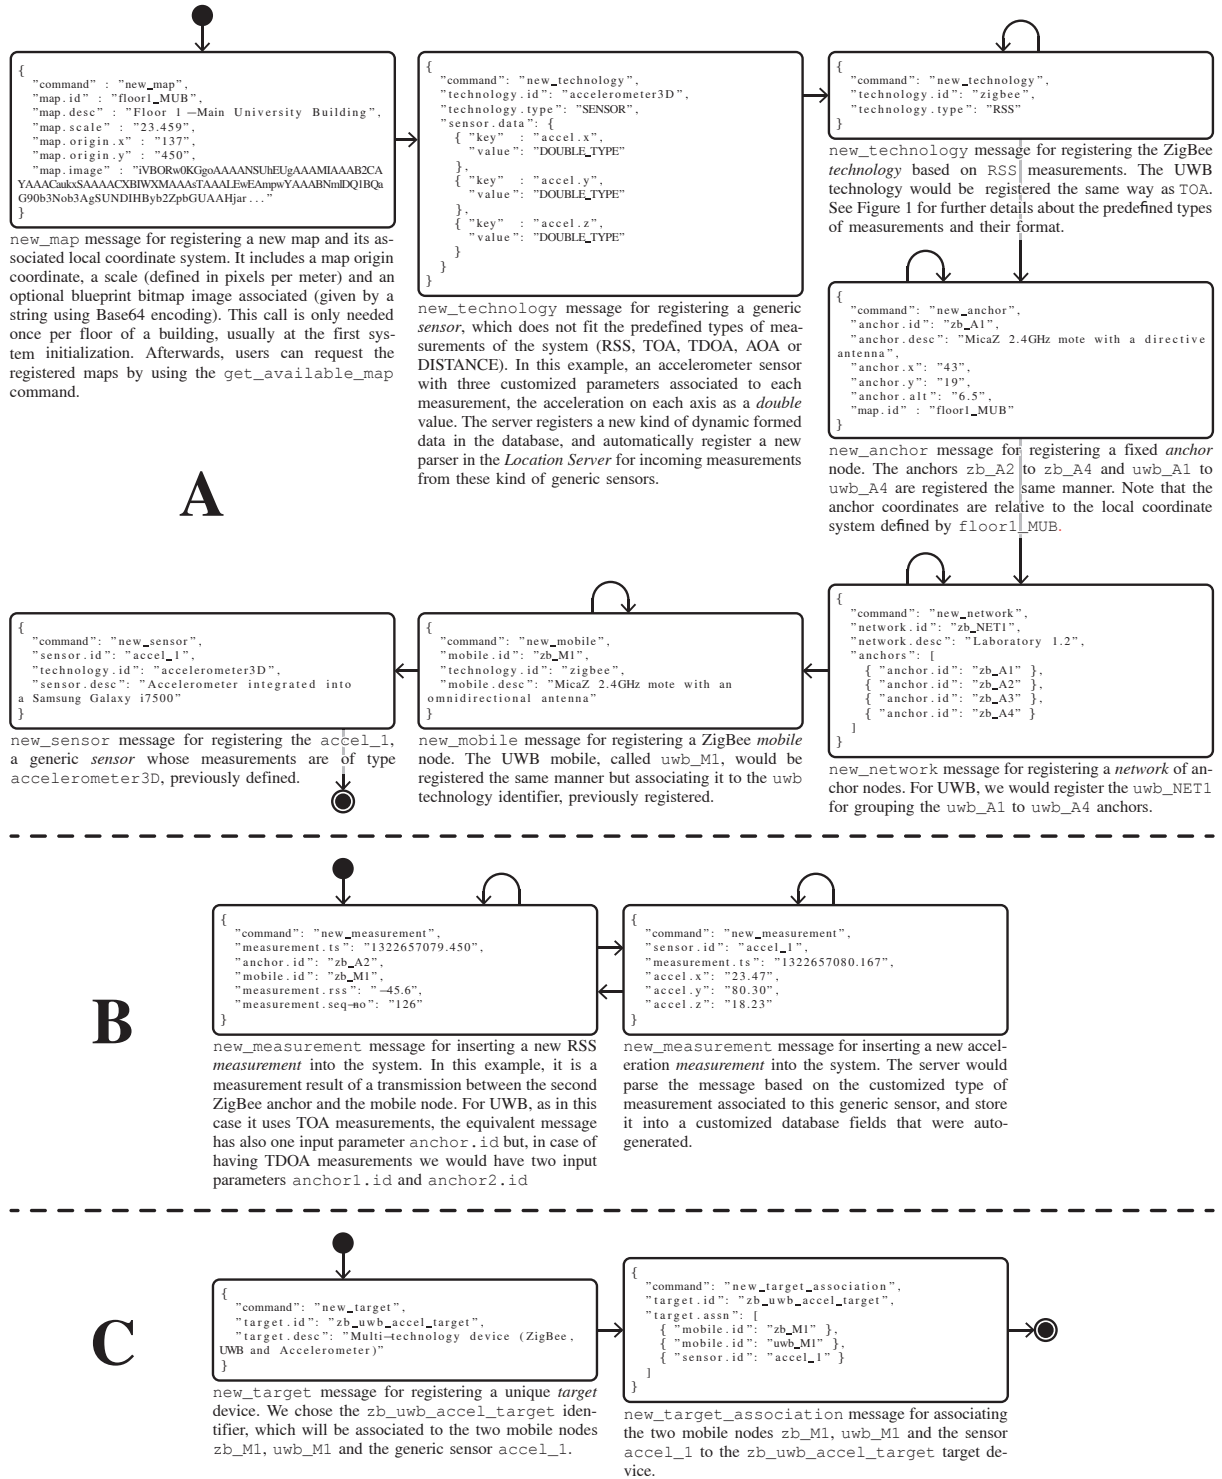 {
"command" : "new_map",
"map.id" : "floor1_MUB",
"map.desc" : "Floor 1 —Main University Building",
"map.scale" : "23.459",
"map.origin.x" : "137",
"map.origin.y" : "450",
"map.image" : "iVBORw0KGgoAAAANSUhEUgAAAMIAAAB2CA
YAAACaukxSAAAACXBIWXMAAAsTAAALEwEAmpwYAAABNmlDQ1BQa
G90b3Nob3AgSUNDIHByb2ZpbGUAAHjar..."
}
new_map message for registering a new map and its as-
sociated local coordinate system. It includes a map origin
coordinate, a scale (defined in pixels per meter) and an
optional blueprint bitmap image associated (given by a
string using Base64 encoding). This call is only needed
once per floor of a building, usually at the first sys-
tem initialization. Afterwards, users can request the
registered maps by using the get_available_map
command.
{
"command": "new_technology",
"technology.id": "accelerometer3D",
"technology.type": "SENSOR",
"sensor.data": {
{ "key" : "accel.x",
"value": "DOUBLE_TYPE"
},
{ "key" : "accel.y",
"value": "DOUBLE_TYPE"
},
{ "key" : "accel.z",
"value": "DOUBLE_TYPE"
}
}
}
new_technology message for registering a generic
sensor, which does not fit the predefined types of mea-
surements of the system (RSS, TOA, TDOA, AOA or
DISTANCE). In this example, an accelerometer sensor
with three customized parameters associated to each
measurement, the acceleration on each axis as a double
value. The server registers a new kind of dynamic formed
data in the database, and automatically register a new
parser in the Location Server for incoming measurements
from these kind of generic sensors.
{
"command": "new_technology",
"technology.id": "zigbee",
"technology.type": "RSS"
}
new_technology message for registering the ZigBee
technology based on RSS measurements. The UWB
technology would be registered the same way as TOA.
See Figure 1 for further details about the predefined types
of measurements and their format.
{
"command": "new_anchor",
"anchor.id": "zb_A1",
"anchor.desc": "MicaZ 2.4GHz mote with a directive
antenna",
"anchor.x": "43",
"anchor.y": "19",
"anchor.alt": "6.5",
"map.id" : "floor1_MUB"
}
new_anchor message for registering a fixed anchor
node. The anchors zb_A2 to zb_A4 and uwb_A1 to
uwb_A4 are registered the same manner. Note that the
anchor coordinates are relative to the local coordinate
system defined by floor1_MUB.
A
{
"command": "new_sensor",
"sensor.id": "accel_1",
"technology.id": "accelerometer3D",
"sensor.desc": "Accelerometer integrated into
a Samsung Galaxy i7500"
}
new_sensor message for registering the accel_1,
a generic sensor whose measurements are of type
accelerometer3D, previously defined.
{
"command": "new_mobile",
"mobile.id": "zb_M1",
"technology.id": "zigbee",
"mobile.desc": "MicaZ 2.4GHz mote with an
omnidirectional antenna"
}
new_mobile message for registering a ZigBee mobile
node. The UWB mobile, called uwb_M1, would be
registered the same manner but associating it to the uwb
technology identifier, previously registered.
{
"command": "new_network",
"network.id": "zb_NET1",
"network.desc": "Laboratory 1.2",
"anchors": [
{ "anchor.id": "zb_A1" },
{ "anchor.id": "zb_A2" },
{ "anchor.id": "zb_A3" },
{ "anchor.id": "zb_A4" }
]
}
new_network message for registering a network of an-
chor nodes. For UWB, we would register the uwb_NET1
for grouping the uwb_A1 to uwb_A4 anchors.
B
{
"command": "new_measurement",
"measurement.ts": "1322657079.450",
"anchor.id": "zb_A2",
"mobile.id": "zb_M1",
"measurement.rss": "−45.6",
"measurement.seq−no": "126"
}
new_measurement message for inserting a new RSS
measurement into the system. In this example, it is a
measurement result of a transmission between the second
ZigBee anchor and the mobile node. For UWB, as in this
case it uses TOA measurements, the equivalent message
has also one input parameter anchor.id but, in case of
having TDOA measurements we would have two input
parameters anchor1.id and anchor2.id
{
"command": "new_measurement",
"sensor.id": "accel_1",
"measurement.ts": "1322657080.167",
"accel.x": "23.47",
"accel.y": "80.30",
"accel.z": "18.23"
}
new_measurement message for inserting a new accel-
eration measurement into the system. The server would
parse the message based on the customized type of
measurement associated to this generic sensor, and store
it into a customized database fields that were auto-
generated.
C
{
"command": "new_target",
"target.id": "zb_uwb_accel_target",
"target.desc": "Multi−technology device (ZigBee,
UWB and Accelerometer)"
}
new_target message for registering a unique target
device. We chose the zb_uwb_accel_target iden-
tifier, which will be associated to the two mobile nodes
zb_M1, uwb_M1 and the generic sensor accel_1.
{
"command": "new_target_association",
"target.id": "zb_uwb_accel_target",
"target.assn": [
{ "mobile.id": "zb_M1" },
{ "mobile.id": "uwb_M1" },
{ "sensor.id": "accel_1" }
]
}
new_target_association message for associating
the two mobile nodes zb_M1, uwb_M1 and the sensor
accel_1 to the zb_uwb_accel_target target de-
vice.